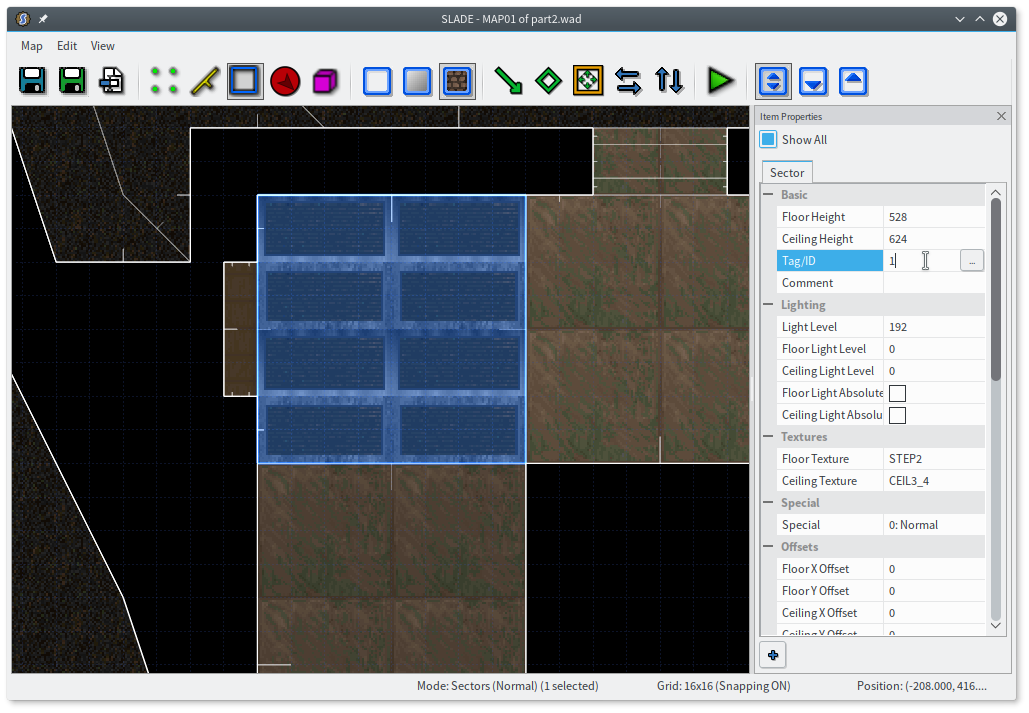 SLADE - MAP01 of part2.wad
Map Edit View
Item Properties
Show All
Sector
Basic
Floor Height 528
Ceiling Height 624
Tag/ID 1 ...
Comment
Lighting
Light Level 192
Floor Light Level 0
Ceiling Light Level 0
Floor Light Absolute
Ceiling Light Absolu
Textures
Floor Texture STEP2
Ceiling Texture CEIL3_4
Special
Special 0: Normal
Offsets
Floor X Offset 0
Floor Y Offset 0
Ceiling X Offset 0
Ceiling Y Offset 0
Mode: Sectors (Normal) (1 selected) Grid: 16x16 (Snapping ON) Position: (-208.000, 416....